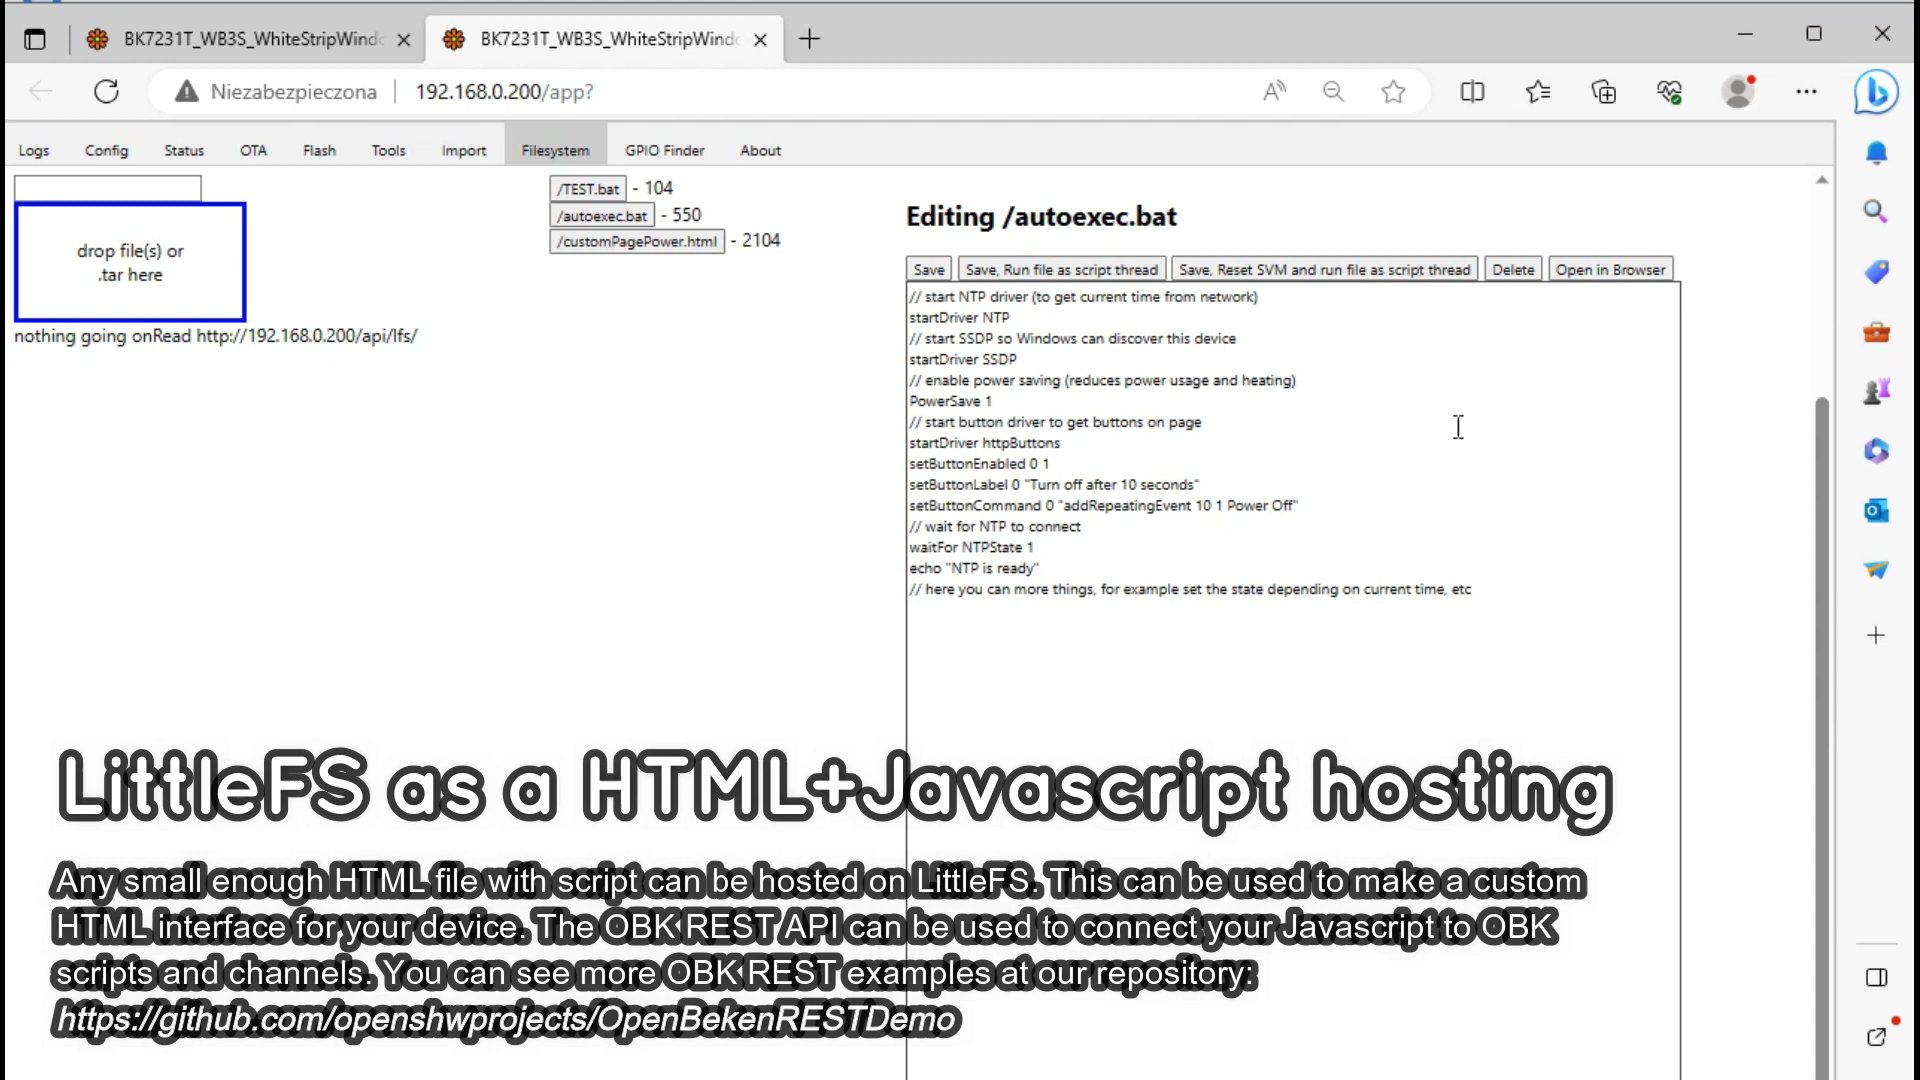 BK7231T_WB3S_WhiteStripWindo
BK7231T_WB3S_WhiteStripWindo
Niezabezpieczona
192.168.0.200/app?
Logs
Config
Status
OTA
Flash
Tools
Import
Filesystem
GPIO Finder
About
drop file(s) or
.tar here
nothing going onRead http://192.168.0.200/api/lfs/
/TEST.bat - 104
/autoexec.bat - 550
/customPagePower.html - 2104
Editing /autoexec.bat
Save
Save, Run file as script thread
Save, Reset SVM and run file as script thread
Delete
Open in Browser
// start NTP driver (to get current time from network)
startDriver NTP
// start SSDP so Windows can discover this device
startDriver SSDP
// enable power saving (reduces power usage and heating)
PowerSave 1
// start button driver to get buttons on page
startDriver httpButtons
setButtonEnabled 0 1
setButtonLabel 0 "Turn off after 10 seconds"
setButtonCommand 0 "addRepeatingEvent 10 1 Power Off"
// wait for NTP to connect
waitFor NTPState 1
echo "NTP is ready"
// here you can more things, for example set the state depending on current time, etc
LittleFS as a HTML+Javascript hosting
Any small enough HTML file with script can be hosted on LittleFS. This can be used to make a custom
HTML interface for your device. The OBK REST API can be used to connect your Javascript to OBK
scripts and channels. You can see more OBK REST examples at our repository:
https://github.com/openshwprojects/OpenBekenRESTDemo